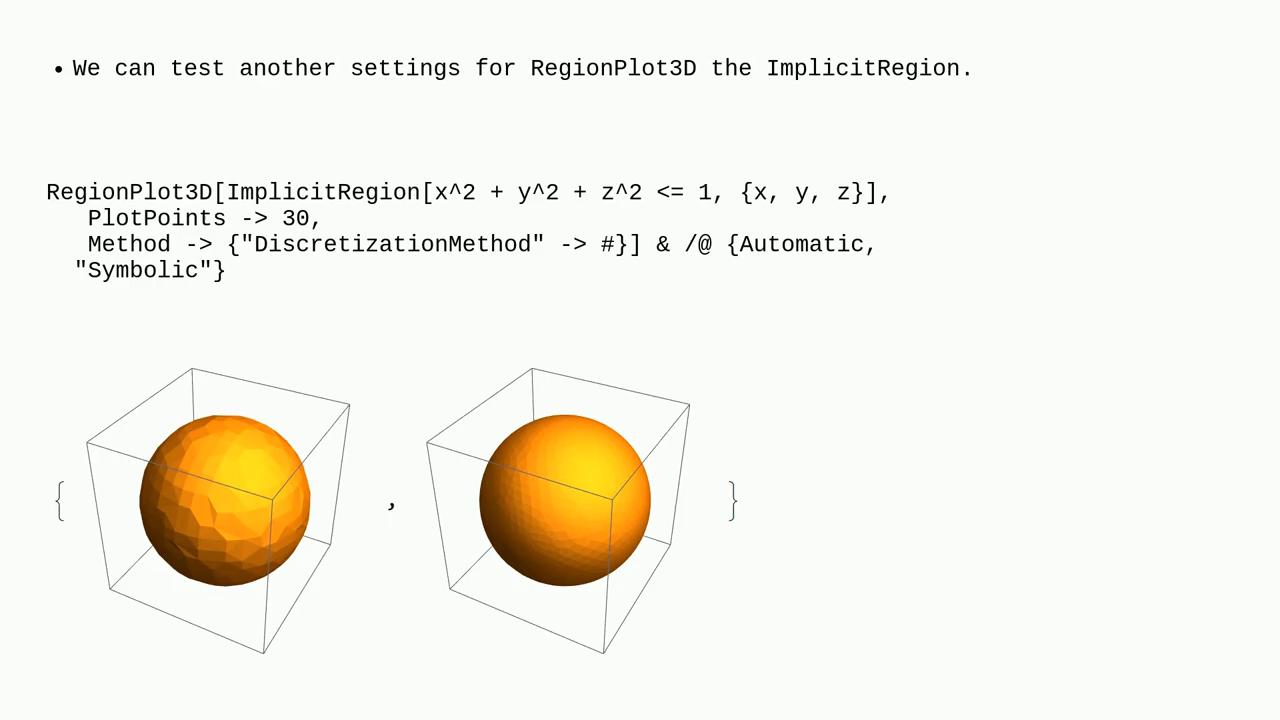 • We can test another settings for RegionPlot3D the ImplicitRegion.
RegionPlot3D[ImplicitRegion[x^2 + y^2 + z^2 <= 1, {x, y, z}],
PlotPoints -> 30,
Method -> {"DiscretizationMethod" -> #}] & /@ {Automatic,
"Symbolic"}
{ , }